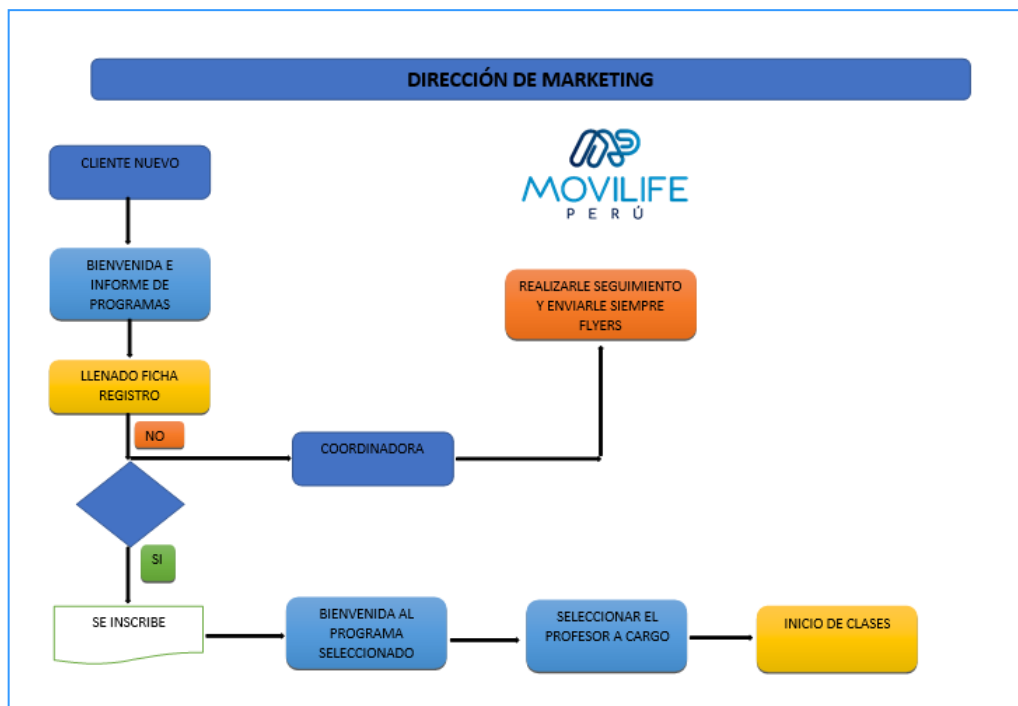 DIRECCIÓN DE MARKETING
CLIENTE NUEVO
MOVILIFE
PERÚ
BIENVENIDA E
INFORME DE
PROGRAMAS
REALIZARLE SEGUIMIENTO
Y ENVIARLE SIEMPRE
FLYERS
LLENADO FICHA
REGISTRO
NO
COORDINADORA
SI
SE INSCRIBE
BIENVENIDA AL
PROGRAMA
SELECCIONADO
SELECCIONAR EL
PROFESOR A CARGO
INICIO DE CLASES